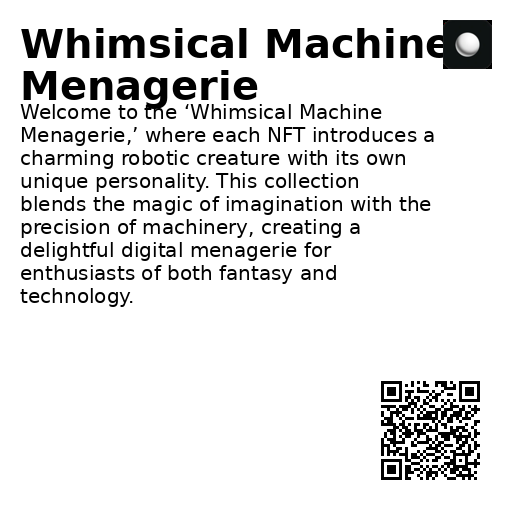 Whimsical Machine
Menagerie
Welcome to the ‘Whimsical Machine
Menagerie,’ where each NFT introduces a
charming robotic creature with its own
unique personality. This collection
blends the magic of imagination with the
precision of machinery, creating a
delightful digital menagerie for
enthusiasts of both fantasy and
technology.